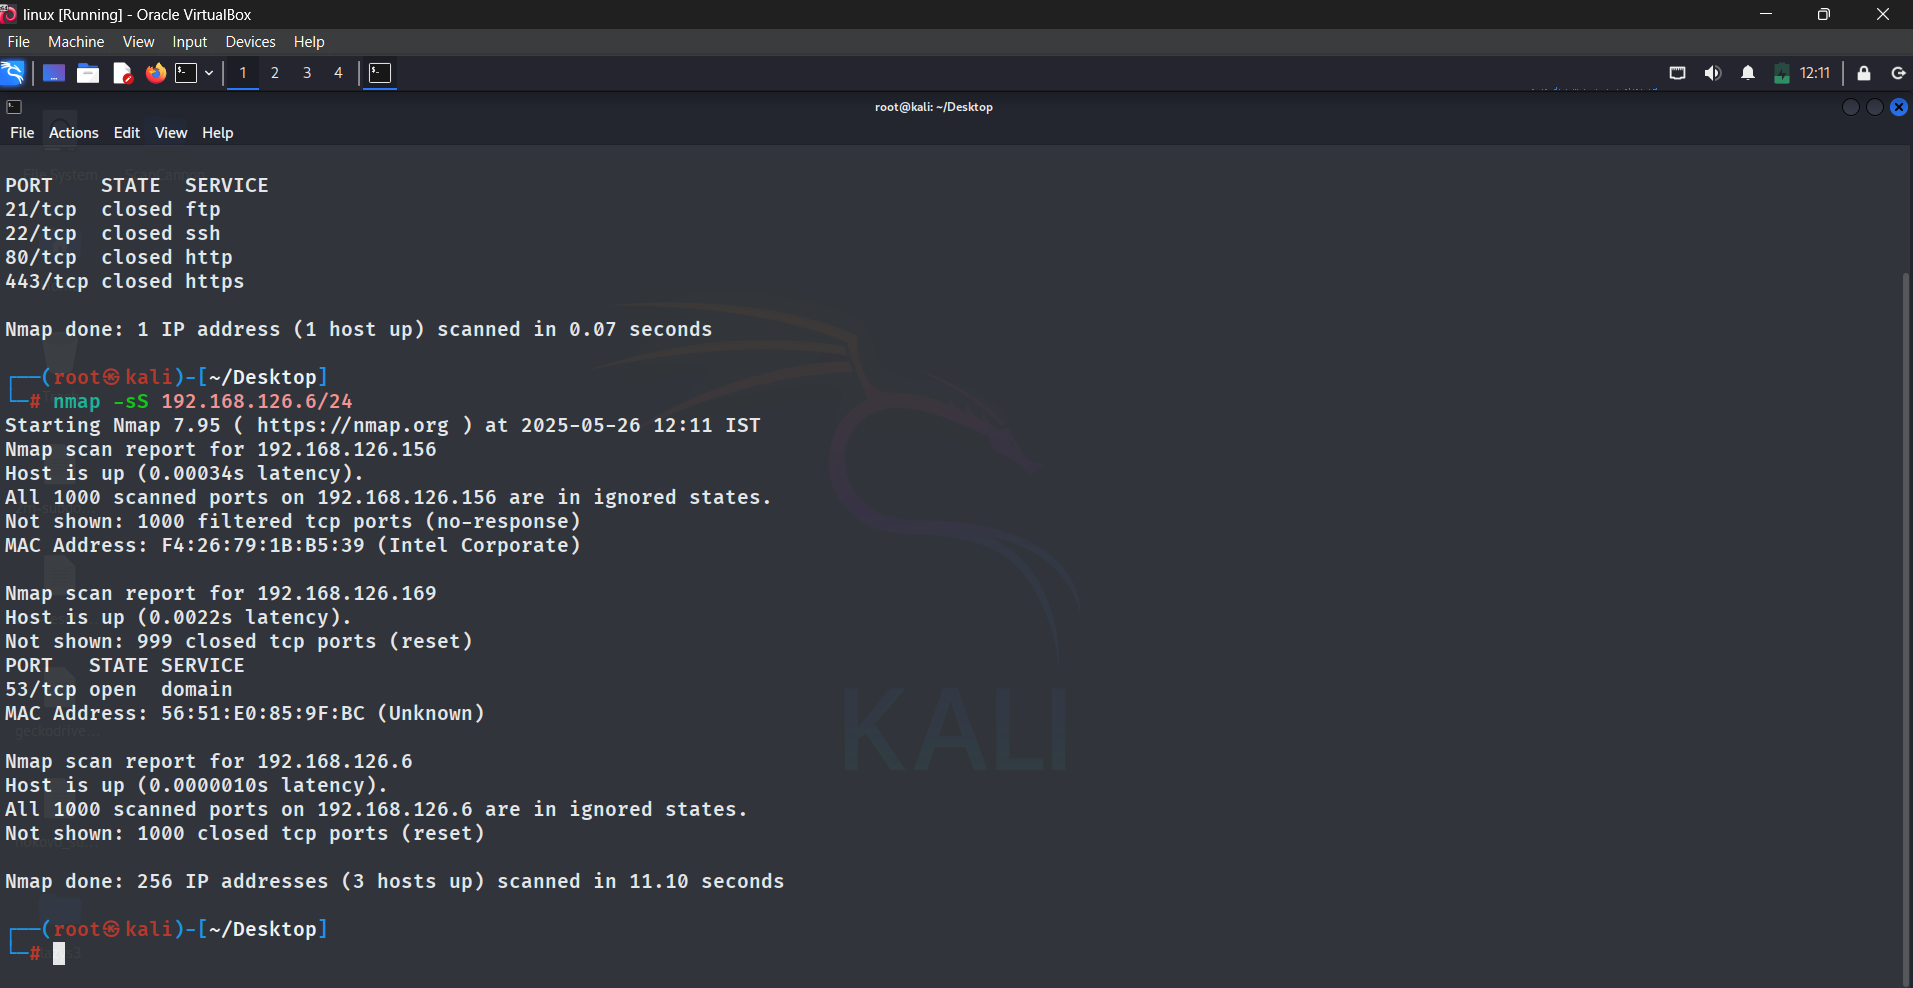 linux [Running] - Oracle VirtualBox
File Machine View Input Devices Help
1 2 3 4 12:11
root@kali: ~/Desktop
File Actions Edit View Help
PORT    STATE  SERVICE
21/tcp  closed ftp
22/tcp  closed ssh
80/tcp  closed http
443/tcp closed https
Nmap done: 1 IP address (1 host up) scanned in 0.07 seconds
┌──(root㉿kali)-[~/Desktop]
└─# nmap -sS 192.168.126.6/24
Starting Nmap 7.95 ( https://nmap.org ) at 2025-05-26 12:11 IST
Nmap scan report for 192.168.126.156
Host is up (0.00034s latency).
All 1000 scanned ports on 192.168.126.156 are in ignored states.
Not shown: 1000 filtered tcp ports (no-response)
MAC Address: F4:26:79:1B:B5:39 (Intel Corporate)
Nmap scan report for 192.168.126.169
Host is up (0.0022s latency).
Not shown: 999 closed tcp ports (reset)
PORT   STATE SERVICE
53/tcp open  domain
MAC Address: 56:51:E0:85:9F:BC (Unknown)
geckodrive...
Nmap scan report for 192.168.126.6
Host is up (0.0000010s latency).
All 1000 scanned ports on 192.168.126.6 are in ignored states.
Not shown: 1000 closed tcp ports (reset)
Nmap done: 256 IP addresses (3 hosts up) scanned in 11.10 seconds
┌──(root㉿kali)-[~/Desktop]
└─#
KALI